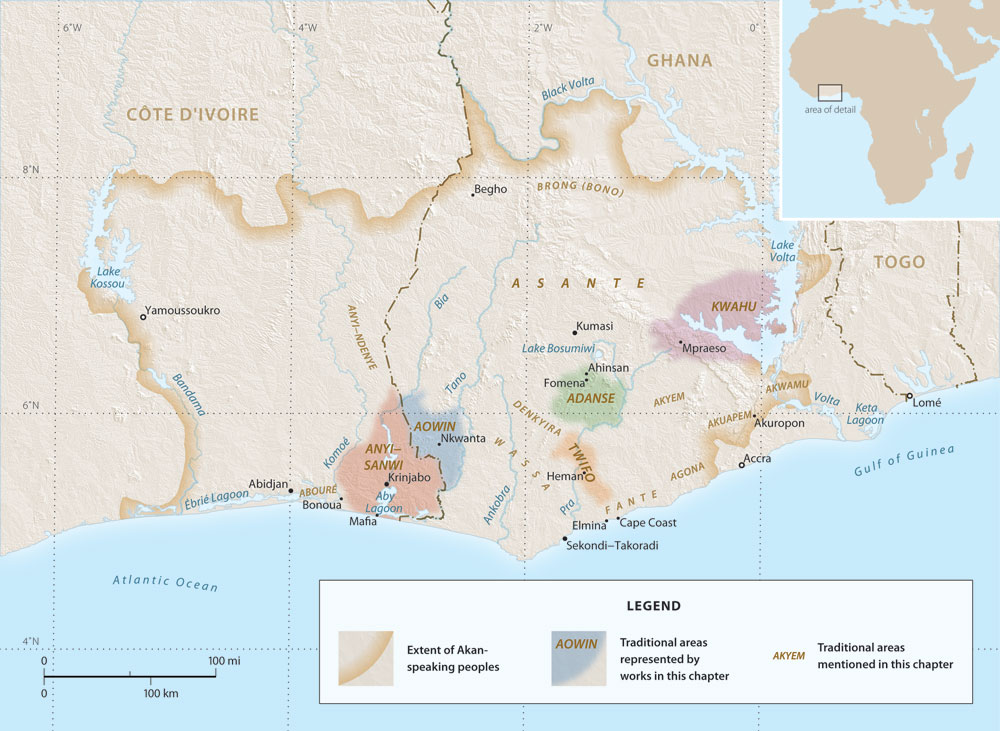 6˚W
4˚W
2˚W
0˚
GHANA
CÔTE D'IVOIRE
Black Volta
area of detail
8˚N
Begho
BRONG (BONO)
Lake
Volta
TOGO
Lake
Kossou
ASANTE
KWAHU
Bia
Yamoussoukro
ANYI–NDENYE
Kumasi
Lake Bosumiwi
Mpraeso
Ahinsan
Fomena
ADANSE
Bandama
Tano
AKYEM
AKWAMU
Volta
Keta
Lagoon
Lomé
6˚N
DENKYIRA
AKUAPEM
Akuropon
AOWIN
Nkwanta
WASSA
TWIFO
Komoé
ANYI–
SANWI
Krinjabo
Heman
AGONA
Accra
Gulf of Guinea
Abidjan
ABOURÉ
Ébrié Lagoon
Bonoua
Aby
Lagoon
Mafia
Ankobra
Pra
FANTE
Elmina
Cape Coast
Sekondi–Takoradi
Atlantic Ocean
4˚N
0
100 mi
0
100 km
LEGEND
Extent of Akan-
speaking peoples
AOWIN
Traditional areas
represented by
works in this chapter
AKYEM
Traditional areas
mentioned in this chapter